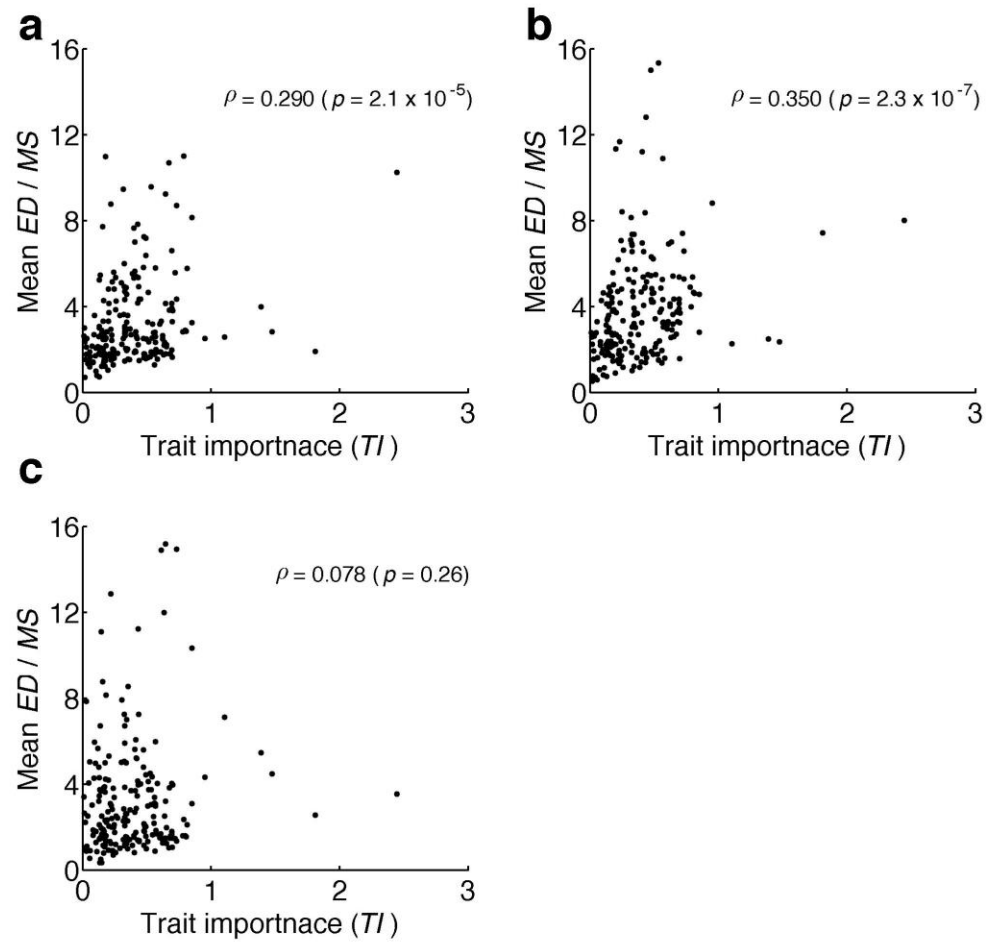 a
16
12
8
4
0
Mean ED / MS
ρ = 0.290 ( p = 2.1 x 10⁻⁵)
0 1 2 3
Trait importnace (TI )
b
16
12
8
4
0
Mean ED / MS
ρ = 0.350 ( p = 2.3 x 10⁻⁷)
0 1 2 3
Trait importnace (TI )
c
16
12
8
4
0
Mean ED / MS
ρ = 0.078 ( p = 0.26)
0 1 2 3
Trait importnace (TI )